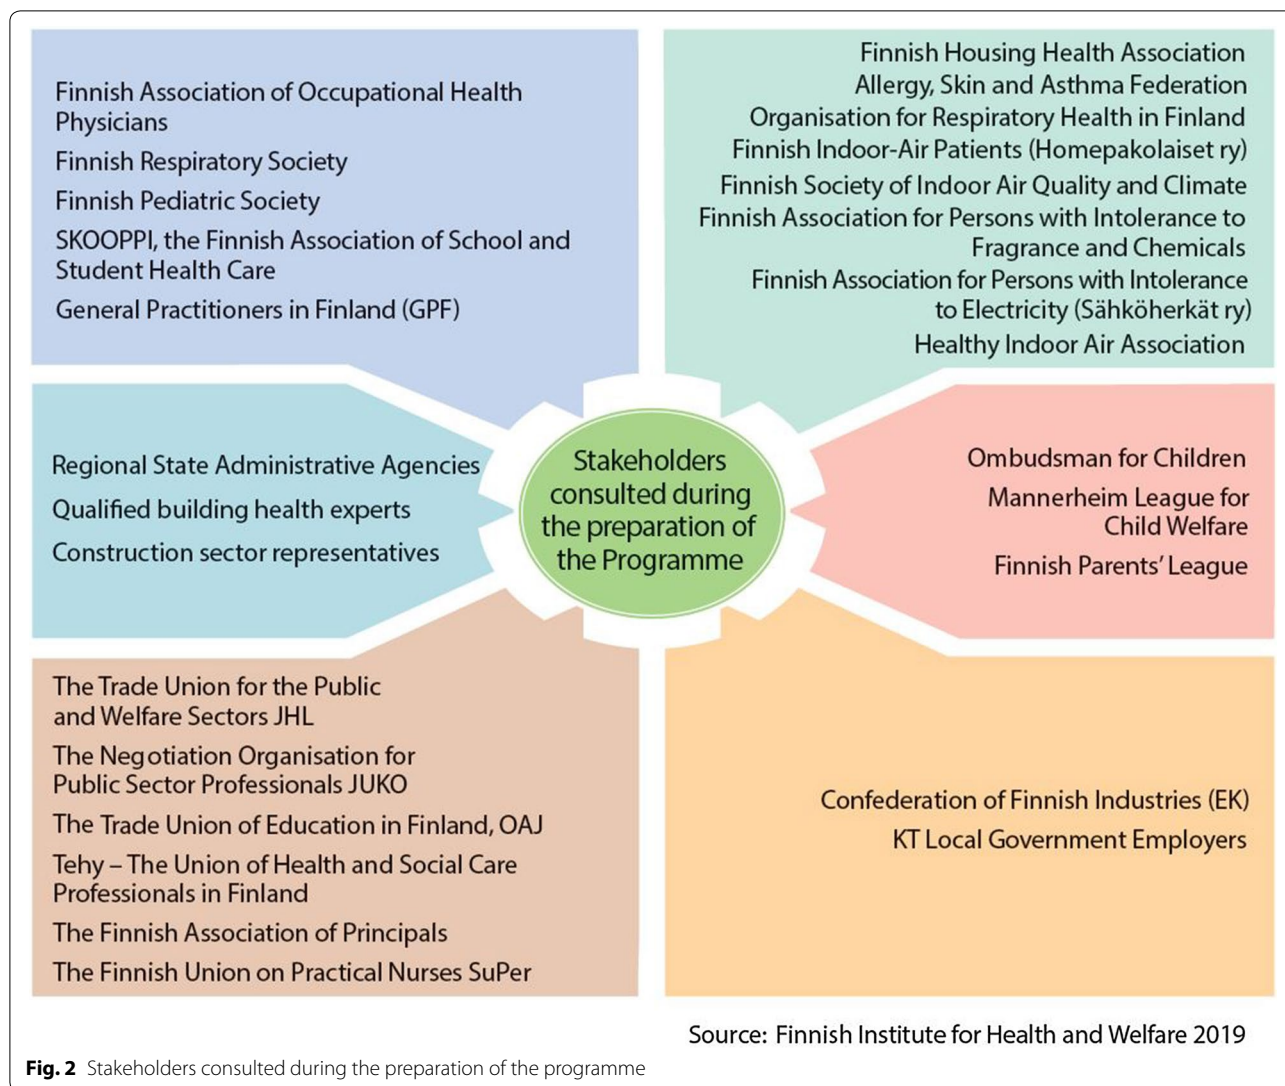 Finnish Association of Occupational Health
Physicians
Finnish Respiratory Society
Finnish Pediatric Society
SKOOPPI, the Finnish Association of School and
Student Health Care
General Practitioners in Finland (GPF)
Finnish Housing Health Association
Allergy, Skin and Asthma Federation
Organisation for Respiratory Health in Finland
Finnish Indoor-Air Patients (Homepakolaiset ry)
Finnish Society of Indoor Air Quality and Climate
Finnish Association for Persons with Intolerance to
Fragrance and Chemicals
Finnish Association for Persons with Intolerance
to Electricity (Sähköherkät ry)
Healthy Indoor Air Association
Regional State Administrative Agencies
Qualified building health experts
Construction sector representatives
Stakeholders
consulted during
the preparation of
the Programme
Ombudsman for Children
Mannerheim League for
Child Welfare
Finnish Parents' League
The Trade Union for the Public
and Welfare Sectors JHL
The Negotiation Organisation for
Public Sector Professionals JUKO
The Trade Union of Education in Finland, OAJ
Tehy – The Union of Health and Social Care
Professionals in Finland
The Finnish Association of Principals
The Finnish Union on Practical Nurses SuPer
Confederation of Finnish Industries (EK)
KT Local Government Employers
Source: Finnish Institute for Health and Welfare 2019
Fig. 2 Stakeholders consulted during the preparation of the programme